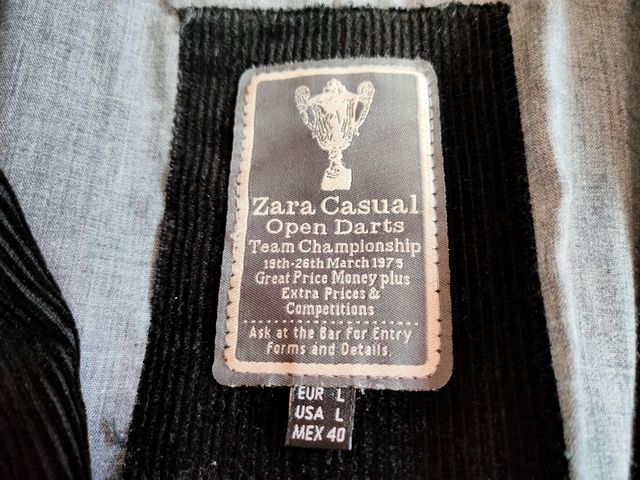 Zara Casual
Open Darts
Team Championship
19th-26th March 1975
Great Price Money plus
Extra Prices &
Competitions
Ask at the Bar For Entry
Forms and Details.
EUR L
USA L
MEX 40